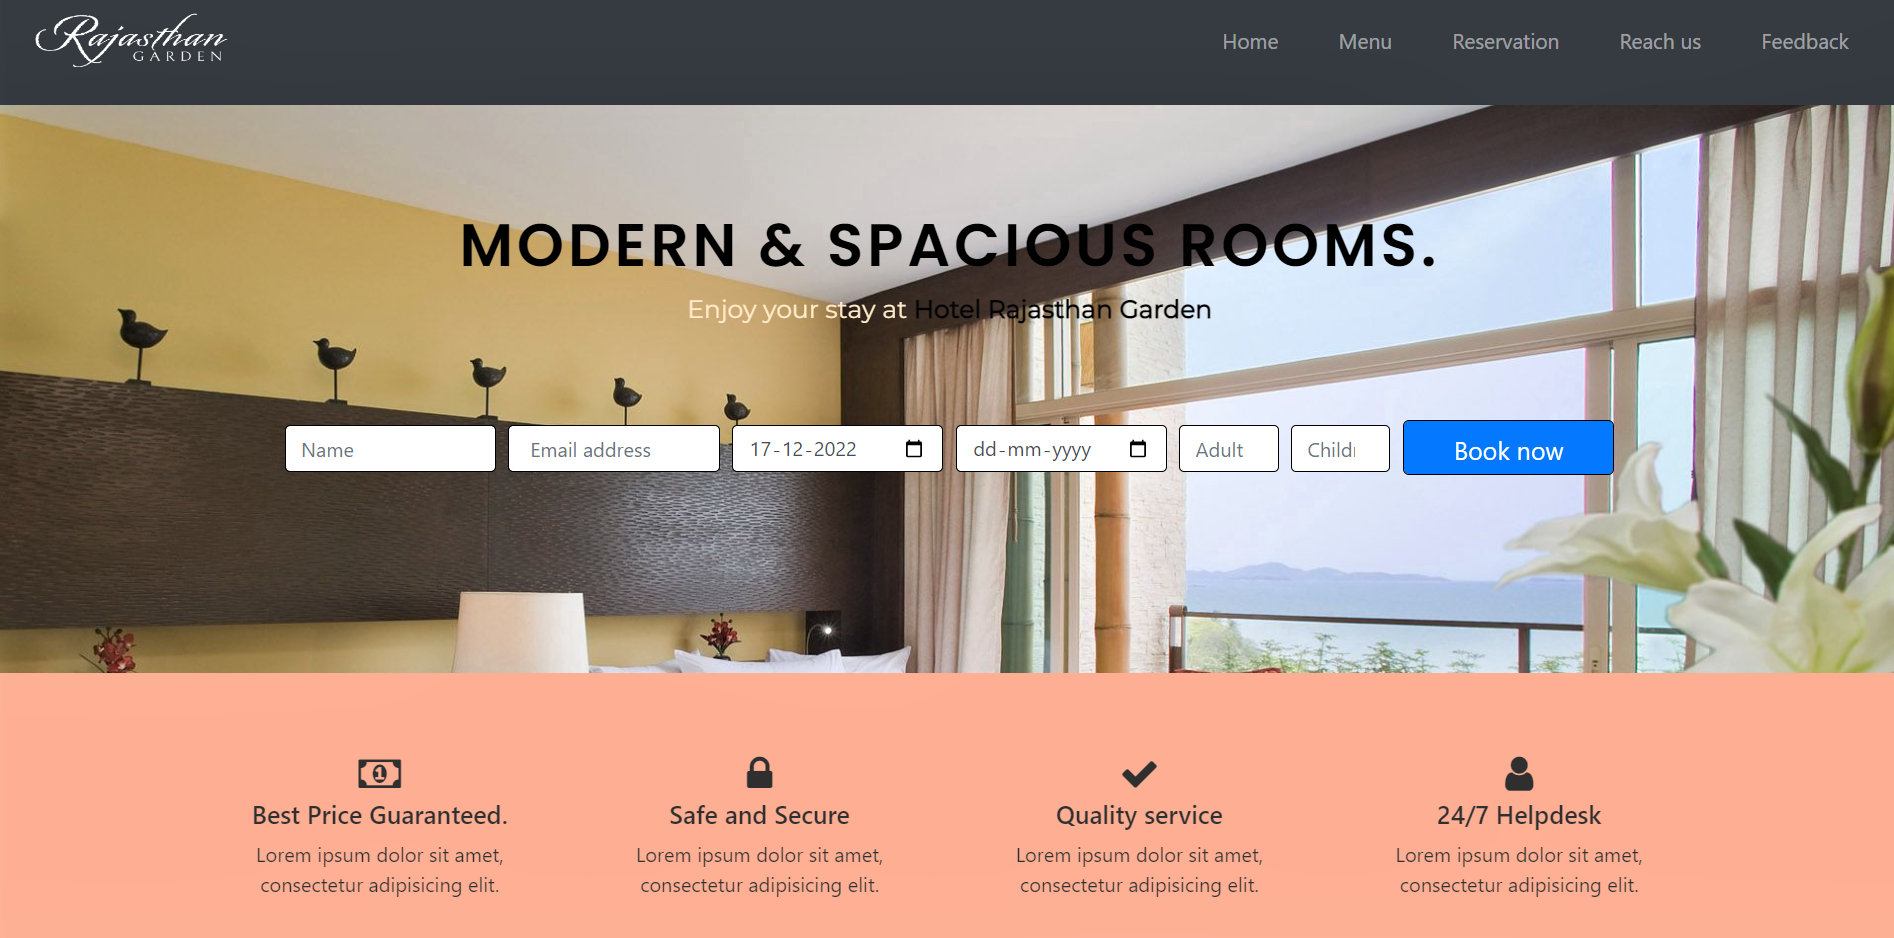 Rajasthan
GARDEN
Home Menu Reservation Reach us Feedback
MODERN & SPACIOUS ROOMS.
Enjoy your stay at Hotel Rajasthan Garden
Name Email address 17-12-2022 dd-mm-yyyy Adult Child Book now
1
Best Price Guaranteed. Safe and Secure Quality service 24/7 Helpdesk
Lorem ipsum dolor sit amet, Lorem ipsum dolor sit amet, Lorem ipsum dolor sit amet, Lorem ipsum dolor sit amet,
consectetur adipisicing elit. consectetur adipisicing elit. consectetur adipisicing elit. consectetur adipisicing elit.